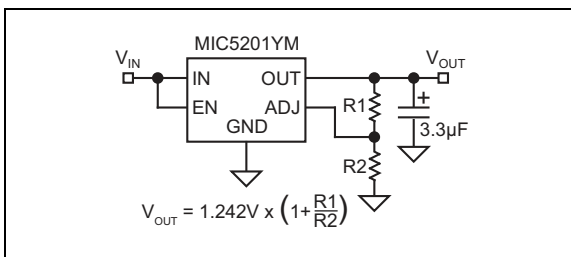 MIC5201YM
V_IN
V_OUT
IN
OUT
EN
ADJ
GND
R1
R2
3.3µF
+
V_OUT = 1.242V x (1+R1/R2)